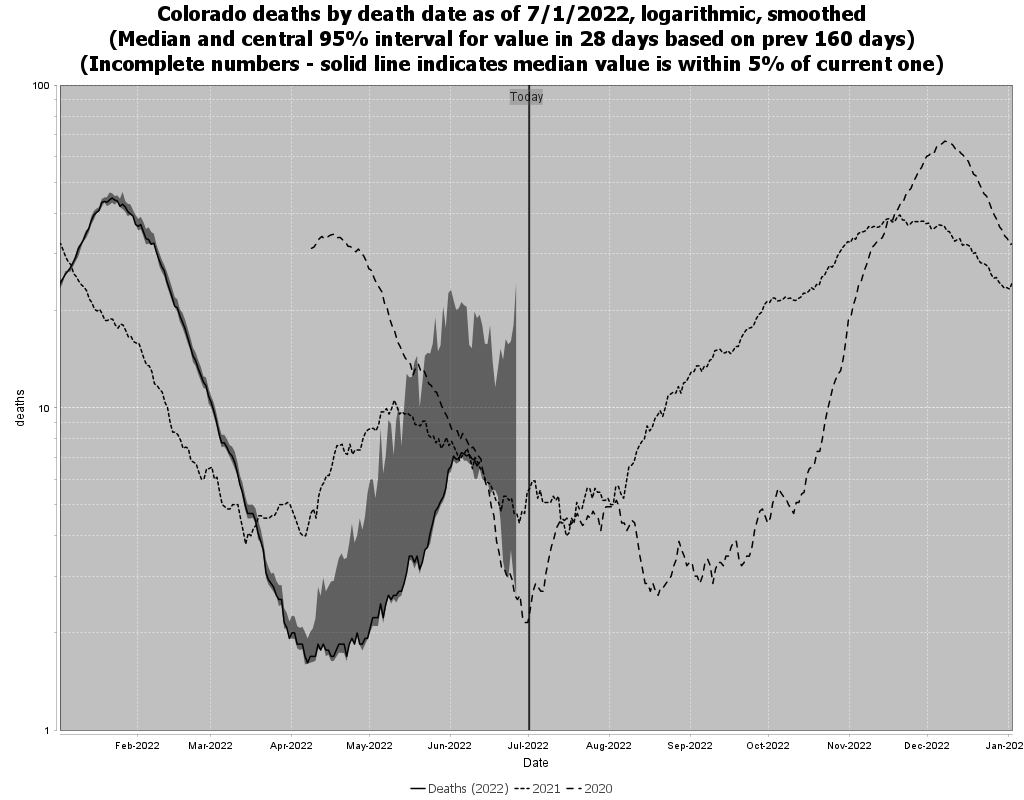 Colorado deaths by death date as of 7/1/2022, logarithmic, smoothed
(Median and central 95% interval for value in 28 days based on prev 160 days)
(Incomplete numbers - solid line indicates median value is within 5% of current one)
Today
100
10
1
deaths
Feb-2022 Mar-2022 Apr-2022 May-2022 Jun-2022 Jul-2022 Aug-2022 Sep-2022 Oct-2022 Nov-2022 Dec-2022 Jan-202
Date
Deaths (2022) 2021 2020